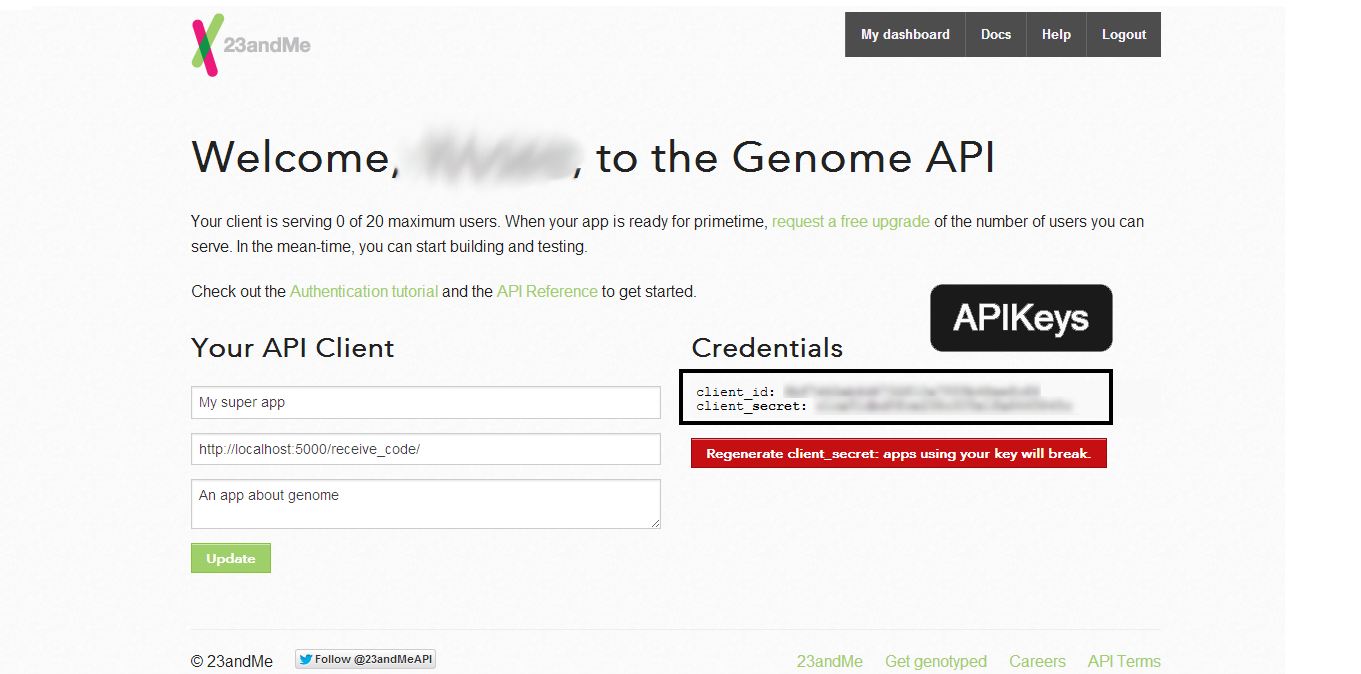 23andMe
My dashboard Docs Help Logout
Welcome, , to the Genome API
Your client is serving 0 of 20 maximum users. When your app is ready for primetime, request a free upgrade of the number of users you can
serve. In the mean-time, you can start building and testing.
Check out the Authentication tutorial and the API Reference to get started.
APIKeys
Your API Client
Credentials
My super app
http://localhost:5000/receive_code/
An app about genome
Update
client_id:
client_secret:
Regenerate client_secret: apps using your key will break.
© 23andMe
Follow @23andMeAPI
23andMe Get genotyped Careers API Terms